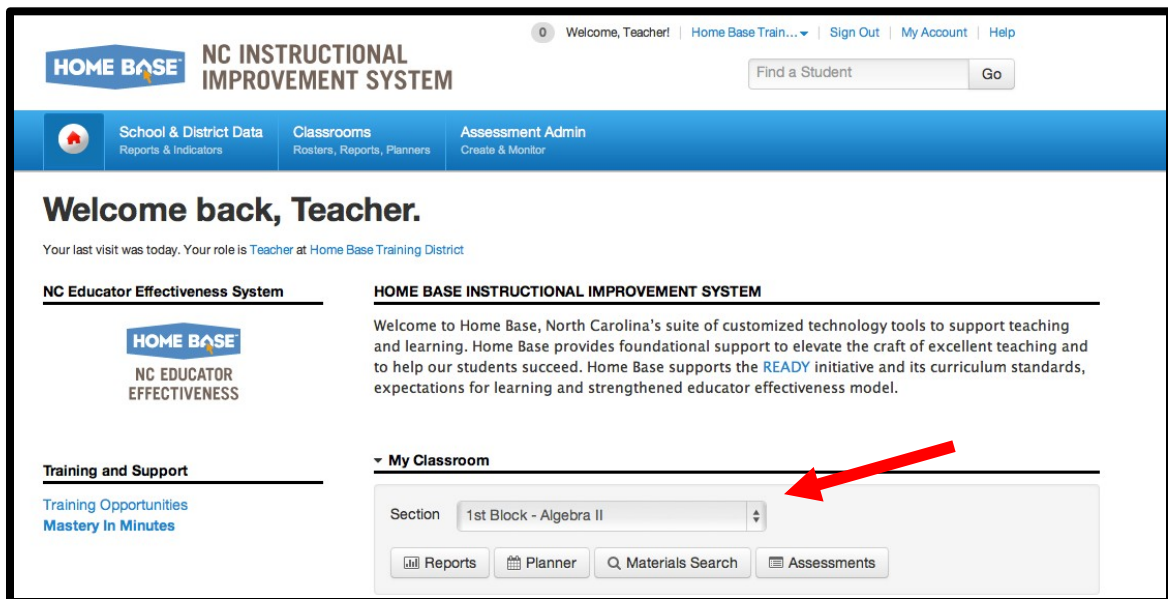 0 Welcome, Teacher! Home Base Train... Sign Out My Account Help
HOME BASE
NC INSTRUCTIONAL
IMPROVEMENT SYSTEM
Find a Student Go
School & District Data
Reports & Indicators
Classrooms
Rosters, Reports, Planners
Assessment Admin
Create & Monitor
Welcome back, Teacher.
Your last visit was today. Your role is Teacher at Home Base Training District
NC Educator Effectiveness System
HOME BASE
NC EDUCATOR
EFFECTIVENESS
Training and Support
Training Opportunities
Mastery In Minutes
HOME BASE INSTRUCTIONAL IMPROVEMENT SYSTEM
Welcome to Home Base, North Carolina's suite of customized technology tools to support teaching
and learning. Home Base provides foundational support to elevate the craft of excellent teaching and
to help our students succeed. Home Base supports the READY initiative and its curriculum standards,
expectations for learning and strengthened educator effectiveness model.
My Classroom
Section 1st Block - Algebra II
Reports Planner Materials Search Assessments